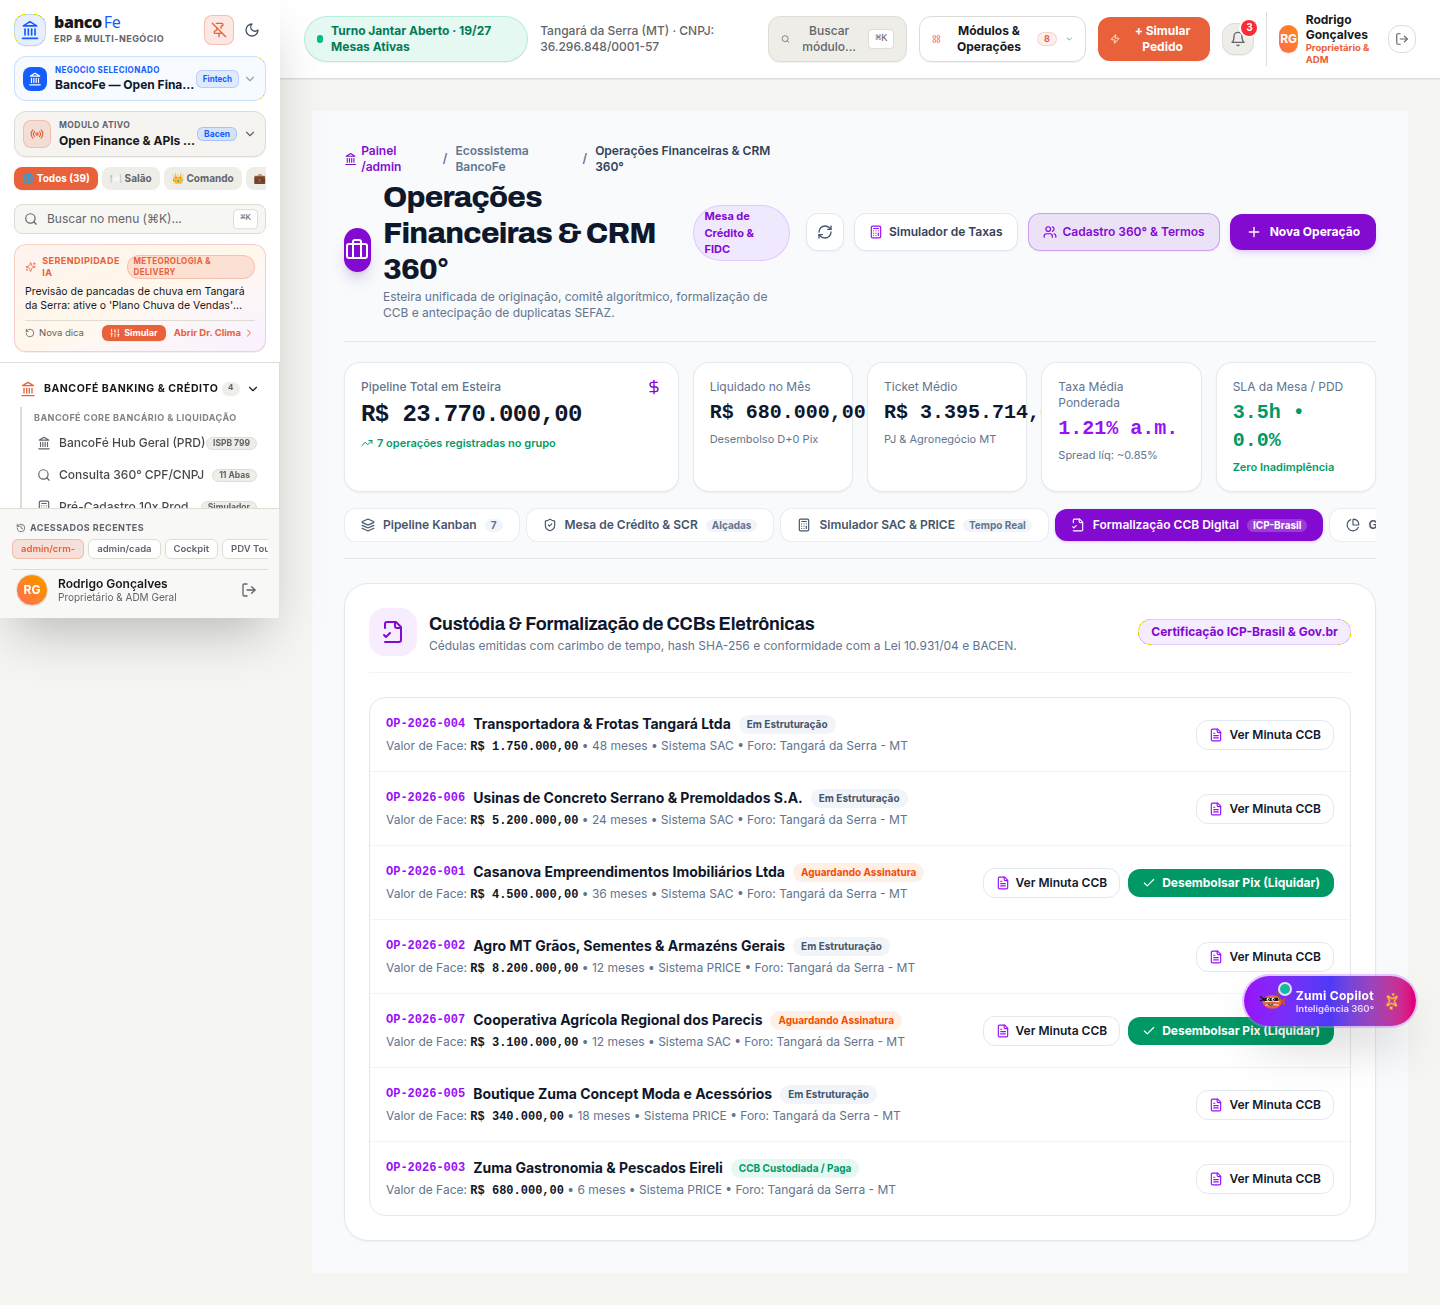 bancoFe
ERP & MULTI-NEGÓCIO
NEGÓCIO SELECIONADO
BancoFe — Open Fina...
Fintech
MÓDULO ATIVO
Open Finance & APIs ...
Bacen
Todos (39)
Salão
Comando
Buscar no menu (⌘K)...
⌘K
SERENDIPIDADE IA
METEOROLOGIA & DELIVERY
Previsão de pancadas de chuva em Tangará
da Serra: ative o 'Plano Chuva de Vendas'...
Nova dica
Simular
Abrir Dr. Clima
BANCOFÉ BANKING & CRÉDITO
4
BANCOFÉ CORE BANCÁRIO & LIQUIDAÇÃO
BancoFé Hub Geral (PRD)
ISPB 799
Consulta 360° CPF/CNPJ
11 Abas
Pré-Cadastro 10x Prod
Simulador
ACESSADOS RECENTES
admin/crm-
admin/cada
Cockpit
PDV Tou
RG
Rodrigo Gonçalves
Proprietário & ADM Geral
Turno Jantar Aberto · 19/27
Mesas Ativas
Tangará da Serra (MT) · CNPJ:
36.296.848/0001-57
Buscar
módulo...
⌘K
Módulos &
Operações
8
+ Simular
Pedido
3
RG
Rodrigo
Gonçalves
Proprietário &
ADM
Painel
/admin
/
Ecossistema
BancoFe
/
Operações Financeiras & CRM
360°
Operações
Financeiras & CRM
360°
Mesa de
Crédito &
FIDC
Esteira unificada de originação, comitê algorítmico, formalização de
CCB e antecipação de duplicatas SEFAZ.
Simulador de Taxas
Cadastro 360° & Termos
Nova Operação
Pipeline Total em Esteira
R$ 23.770.000,00
7 operações registradas no grupo
Liquidado no Mês
R$ 680.000,00
Desembolso D+0 Pix
Ticket Médio
R$ 3.395.714,
PJ & Agronegócio MT
Taxa Média
Ponderada
1.21% a.m.
Spread líq: ~0.85%
SLA da Mesa / PDD
3.5h •
0.0%
Zero Inadimplência
Pipeline Kanban
7
Mesa de Crédito & SCR
Alçadas
Simulador SAC & PRICE
Tempo Real
Formalização CCB Digital
ICP-Brasil
G
Custódia & Formalização de CCBs Eletrônicas
Cédulas emitidas com carimbo de tempo, hash SHA-256 e conformidade com a Lei 10.931/04 e BACEN.
Certificação ICP-Brasil & Gov.br
OP-2026-004 Transportadora & Frotas Tangará Ltda Em Estruturação
Valor de Face: R$ 1.750.000,00 • 48 meses • Sistema SAC • Foro: Tangará da Serra - MT
Ver Minuta CCB
OP-2026-006 Usinas de Concreto Serrano & Premoldados S.A. Em Estruturação
Valor de Face: R$ 5.200.000,00 • 24 meses • Sistema SAC • Foro: Tangará da Serra - MT
Ver Minuta CCB
OP-2026-001 Casanova Empreendimentos Imobiliários Ltda Aguardando Assinatura
Valor de Face: R$ 4.500.000,00 • 36 meses • Sistema SAC • Foro: Tangará da Serra - MT
Ver Minuta CCB
Desembolsar Pix (Liquidar)
OP-2026-002 Agro MT Grãos, Sementes & Armazéns Gerais Em Estruturação
Valor de Face: R$ 8.200.000,00 • 12 meses • Sistema PRICE • Foro: Tangará da Serra - MT
Ver Minuta CCB
Zumi Copilot
Inteligência 360°
OP-2026-007 Cooperativa Agrícola Regional dos Parecis Aguardando Assinatura
Valor de Face: R$ 3.100.000,00 • 12 meses • Sistema SAC • Foro: Tangará da Serra - MT
Ver Minuta CCB
Desembolsar Pix (Liquidar)
OP-2026-005 Boutique Zuma Concept Moda e Acessórios Em Estruturação
Valor de Face: R$ 340.000,00 • 18 meses • Sistema PRICE • Foro: Tangará da Serra - MT
Ver Minuta CCB
OP-2026-003 Zuma Gastronomia & Pescados Eireli CCB Custodiada / Paga
Valor de Face: R$ 680.000,00 • 6 meses • Sistema PRICE • Foro: Tangará da Serra - MT
Ver Minuta CCB